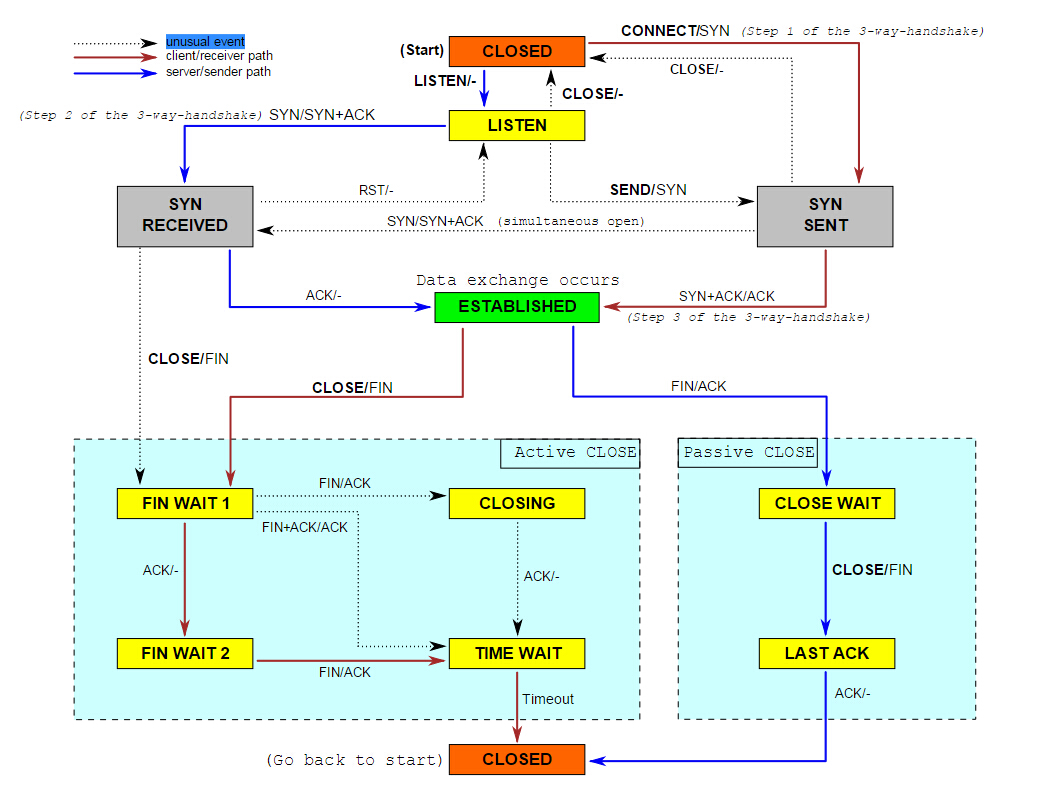 unusual event
client/receiver path
server/sender path
(Start)
CLOSED
CONNECT/SYN (Step 1 of the 3-way-handshake)
CLOSE/-
LISTEN/-
CLOSE/-
(Step 2 of the 3-way-handshake) SYN/SYN+ACK
LISTEN
RST/-
SEND/SYN
SYN
RECEIVED
SYN
SENT
SYN/SYN+ACK (simultaneous open)
Data exchange occurs
ACK/-
ESTABLISHED
SYN+ACK/ACK
(Step 3 of the 3-way-handshake)
CLOSE/FIN
CLOSE/FIN
FIN/ACK
Active CLOSE
Passive CLOSE
FIN/ACK
FIN WAIT 1
CLOSING
CLOSE WAIT
FIN+ACK/ACK
ACK/-
ACK/-
CLOSE/FIN
FIN WAIT 2
TIME WAIT
LAST ACK
FIN/ACK
Timeout
ACK/-
(Go back to start)
CLOSED